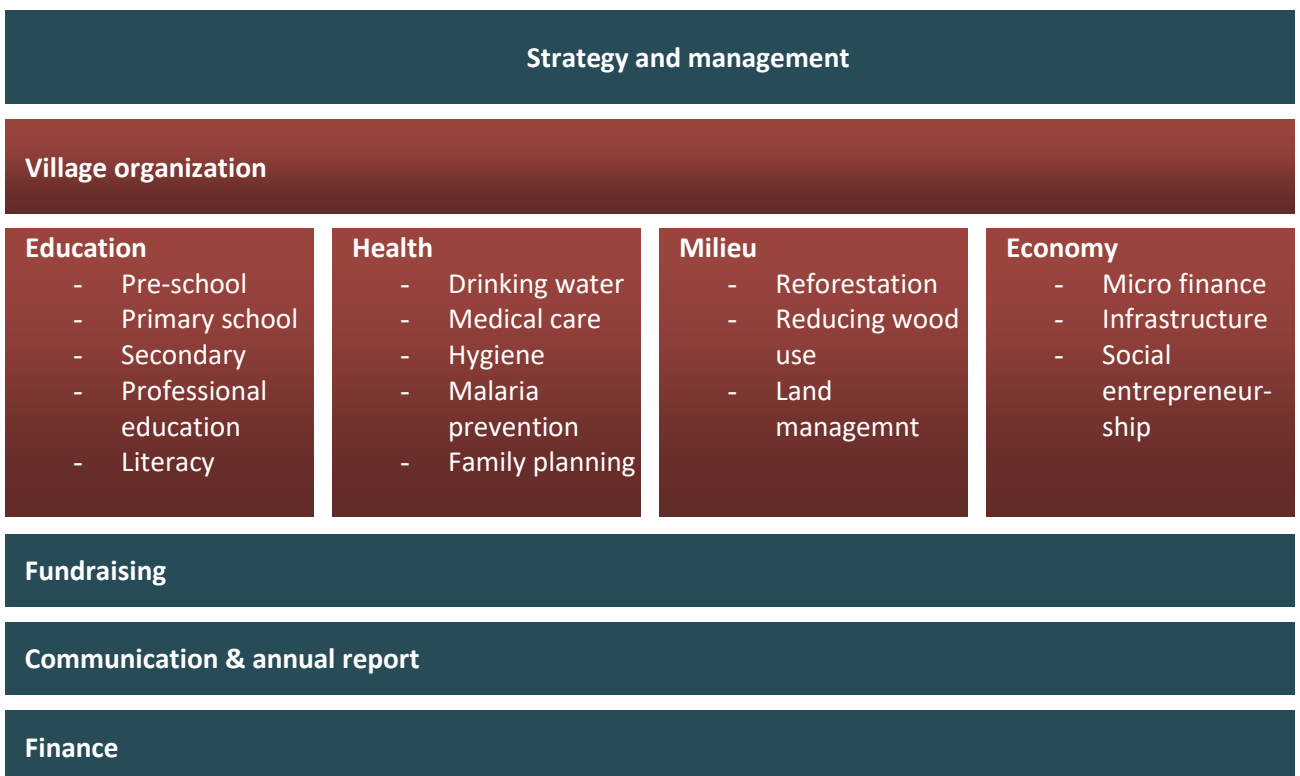 Strategy and management
Village organization
Education
- Pre-school
- Primary school
- Secondary
- Professional
education
- Literacy
Health
- Drinking water
- Medical care
- Hygiene
- Malaria
prevention
- Family planning
Milieu
- Reforestation
- Reducing wood
use
- Land
managemnt
Economy
- Micro finance
- Infrastructure
- Social
entrepreneur-
ship
Fundraising
Communication & annual report
Finance